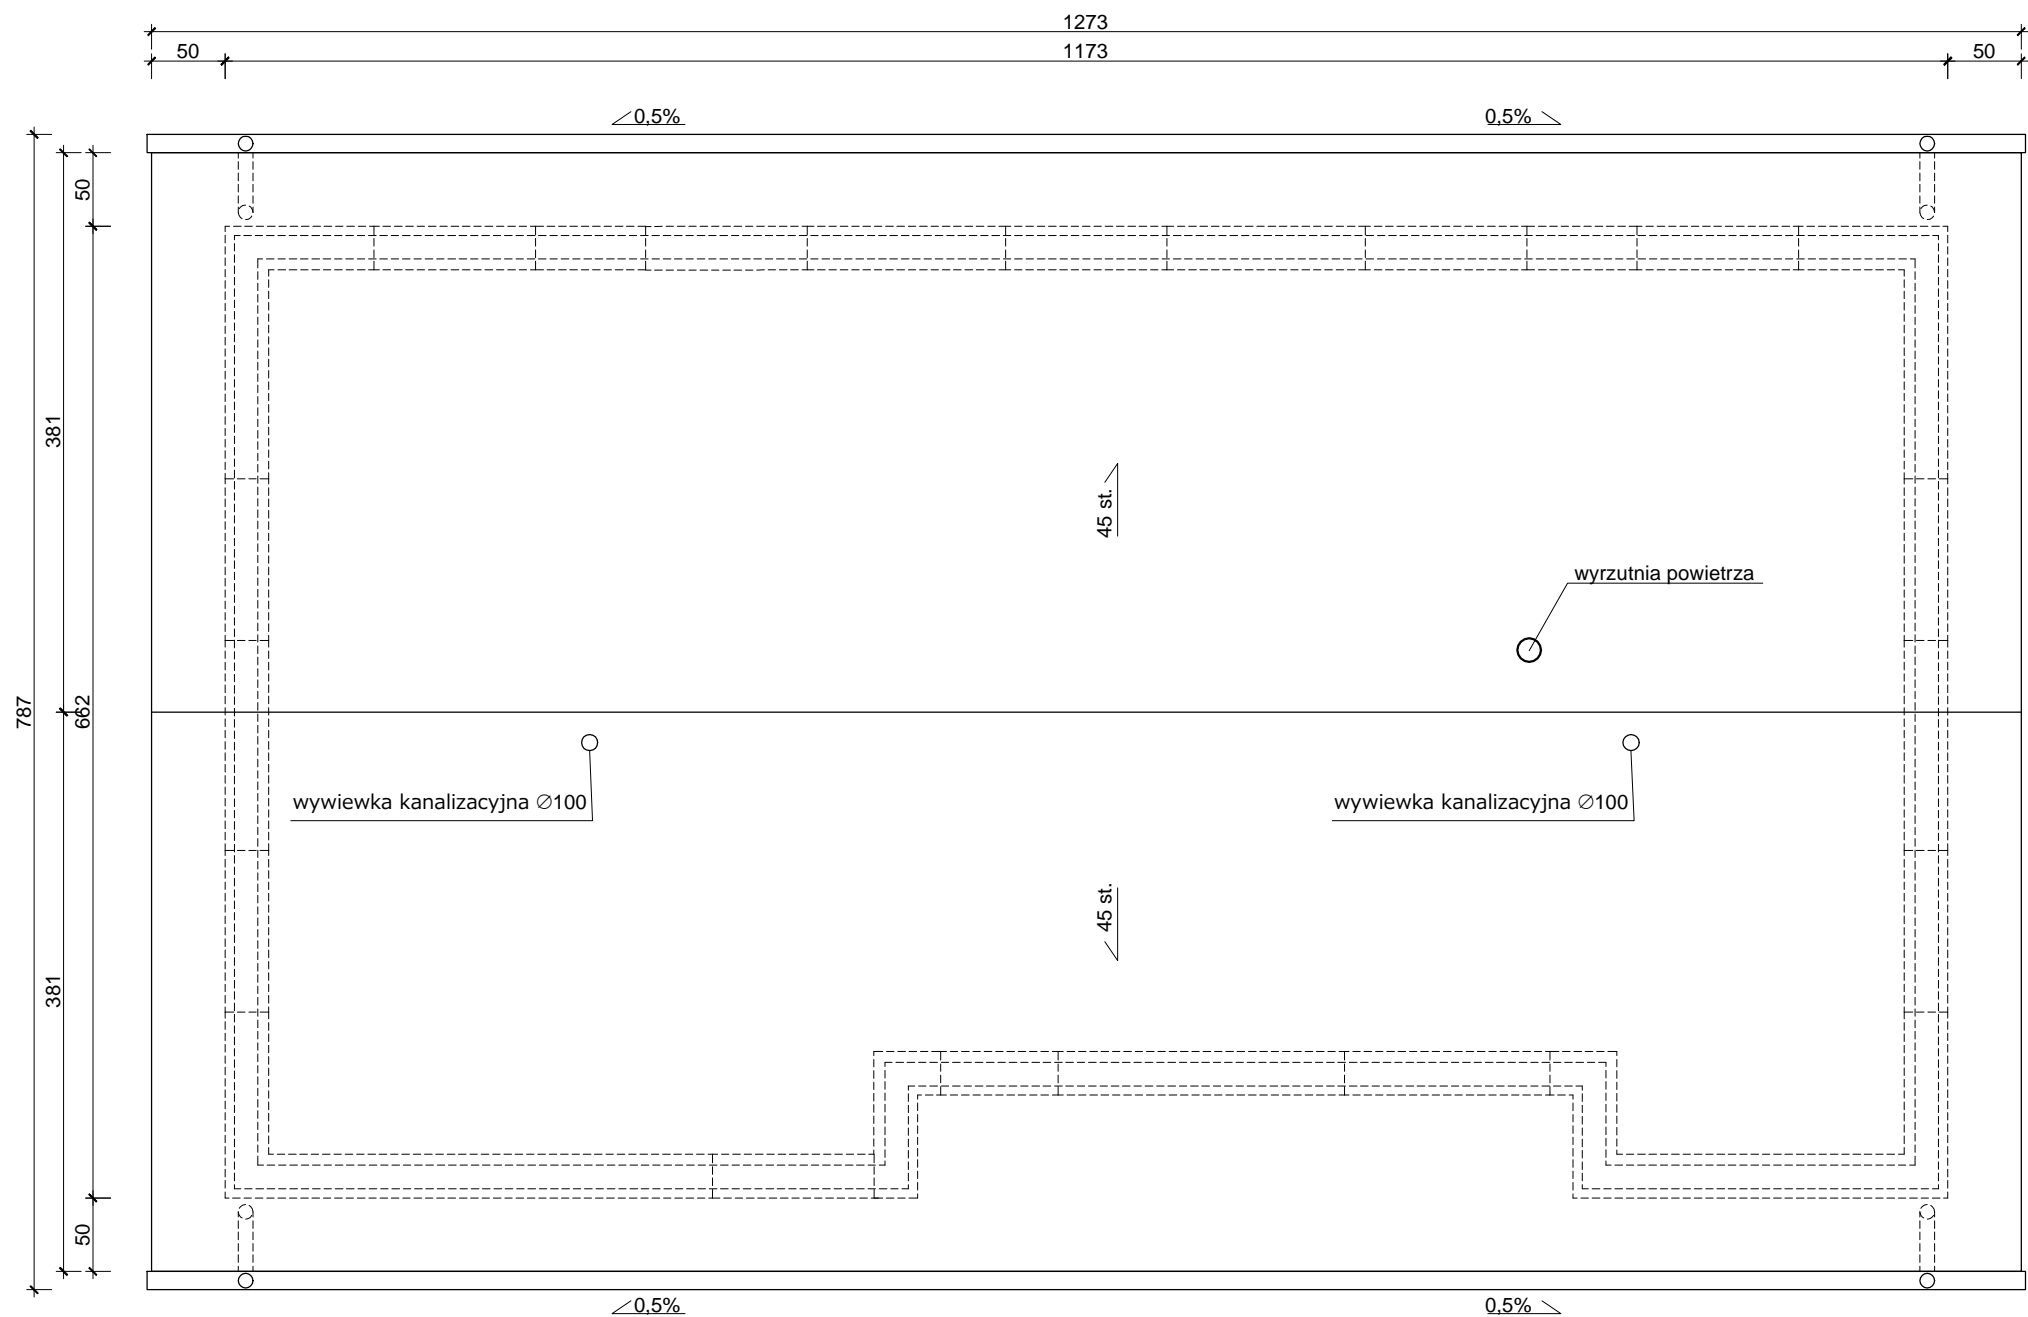 1273
50
1173
50
0,5%
0,5%
50
381
45 st.
wyrzutnia powietrza
787
662
wywiewka kanalizacyjna ∅100
wywiewka kanalizacyjna ∅100
45 st.
381
50
0,5%
0,5%